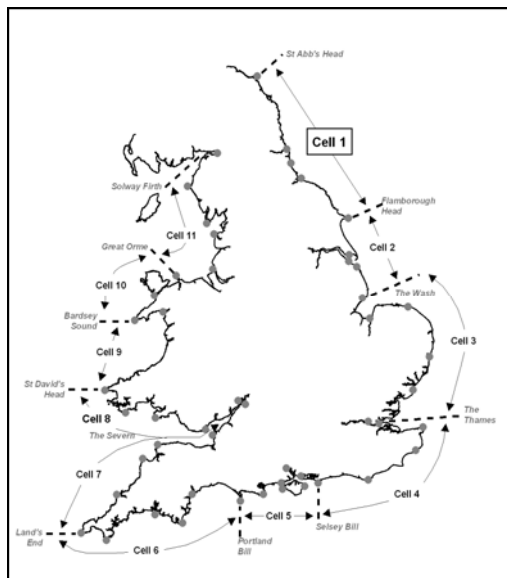 St Abb's Head
Cell 1
Solway Firth
Flamborough
Head
Cell 11
Cell 2
Great Orme
Cell 10
The Wash
Bardsey
Sound
Cell 3
Cell 9
St David's
Head
Cell 8
The
Thames
The Severn
Cell 7
Cell 4
Cell 5
Land's
End
Cell 6
Selsey Bill
Portland
Bill